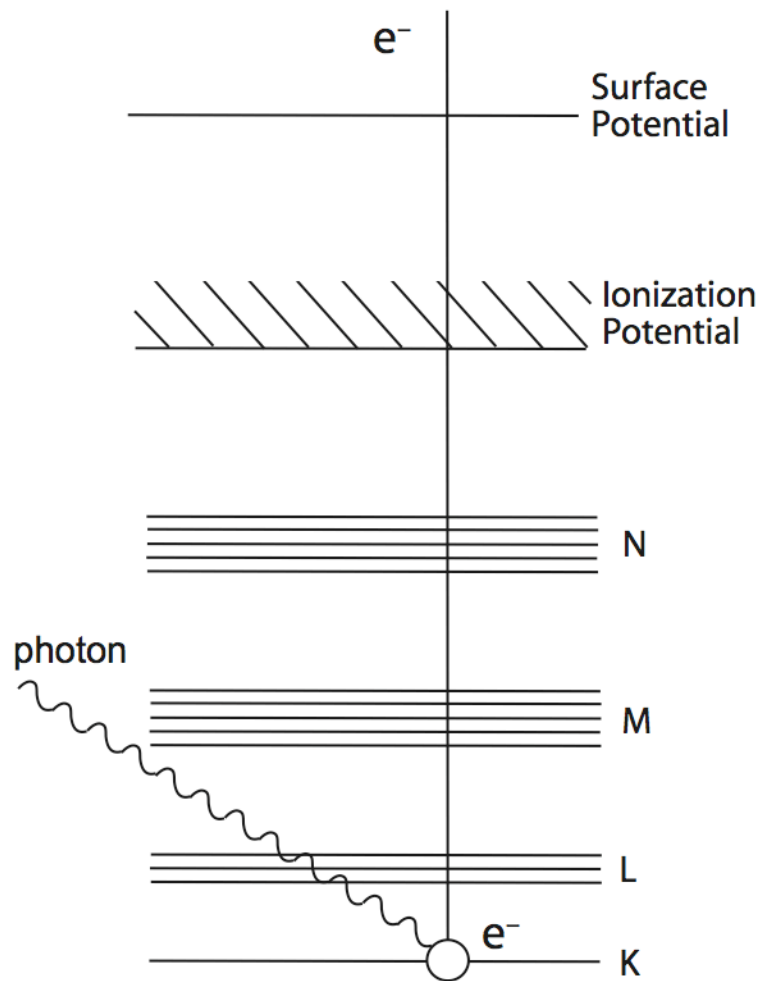 e⁻
Surface
Potential
Ionization
Potential
N
photon
M
L
e⁻
K